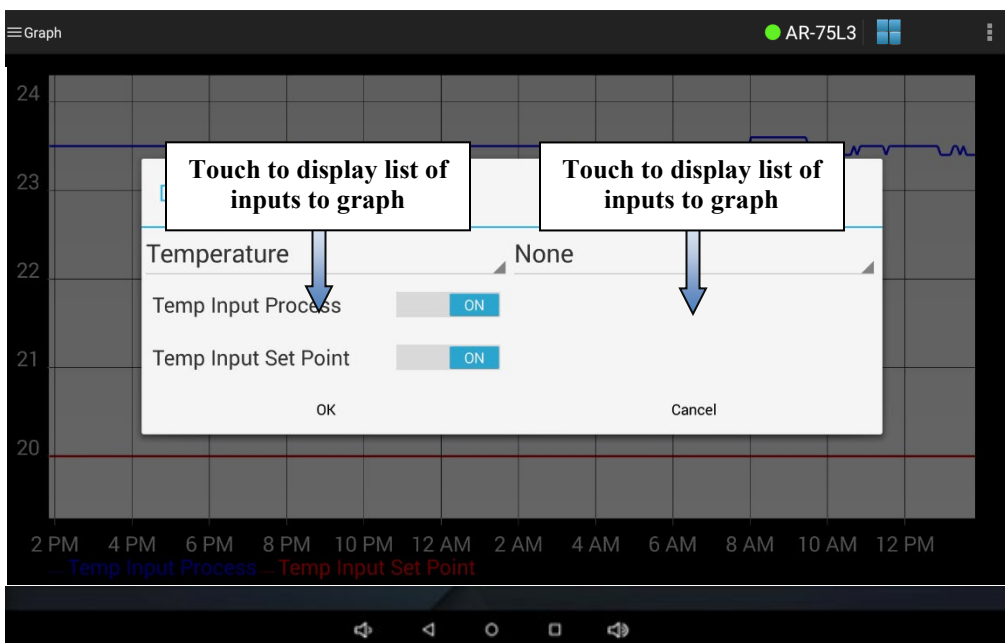 Graph
AR-75L3
24
23
22
21
20
Touch to display list of
inputs to graph
Touch to display list of
inputs to graph
Temperature
None
Temp Input Process
ON
Temp Input Set Point
ON
OK
Cancel
2 PM 4 PM 6 PM 8 PM 10 PM 12 AM 2 AM 4 AM 6 AM 8 AM 10 AM 12 PM
Temp Input Process Temp Input Set Point